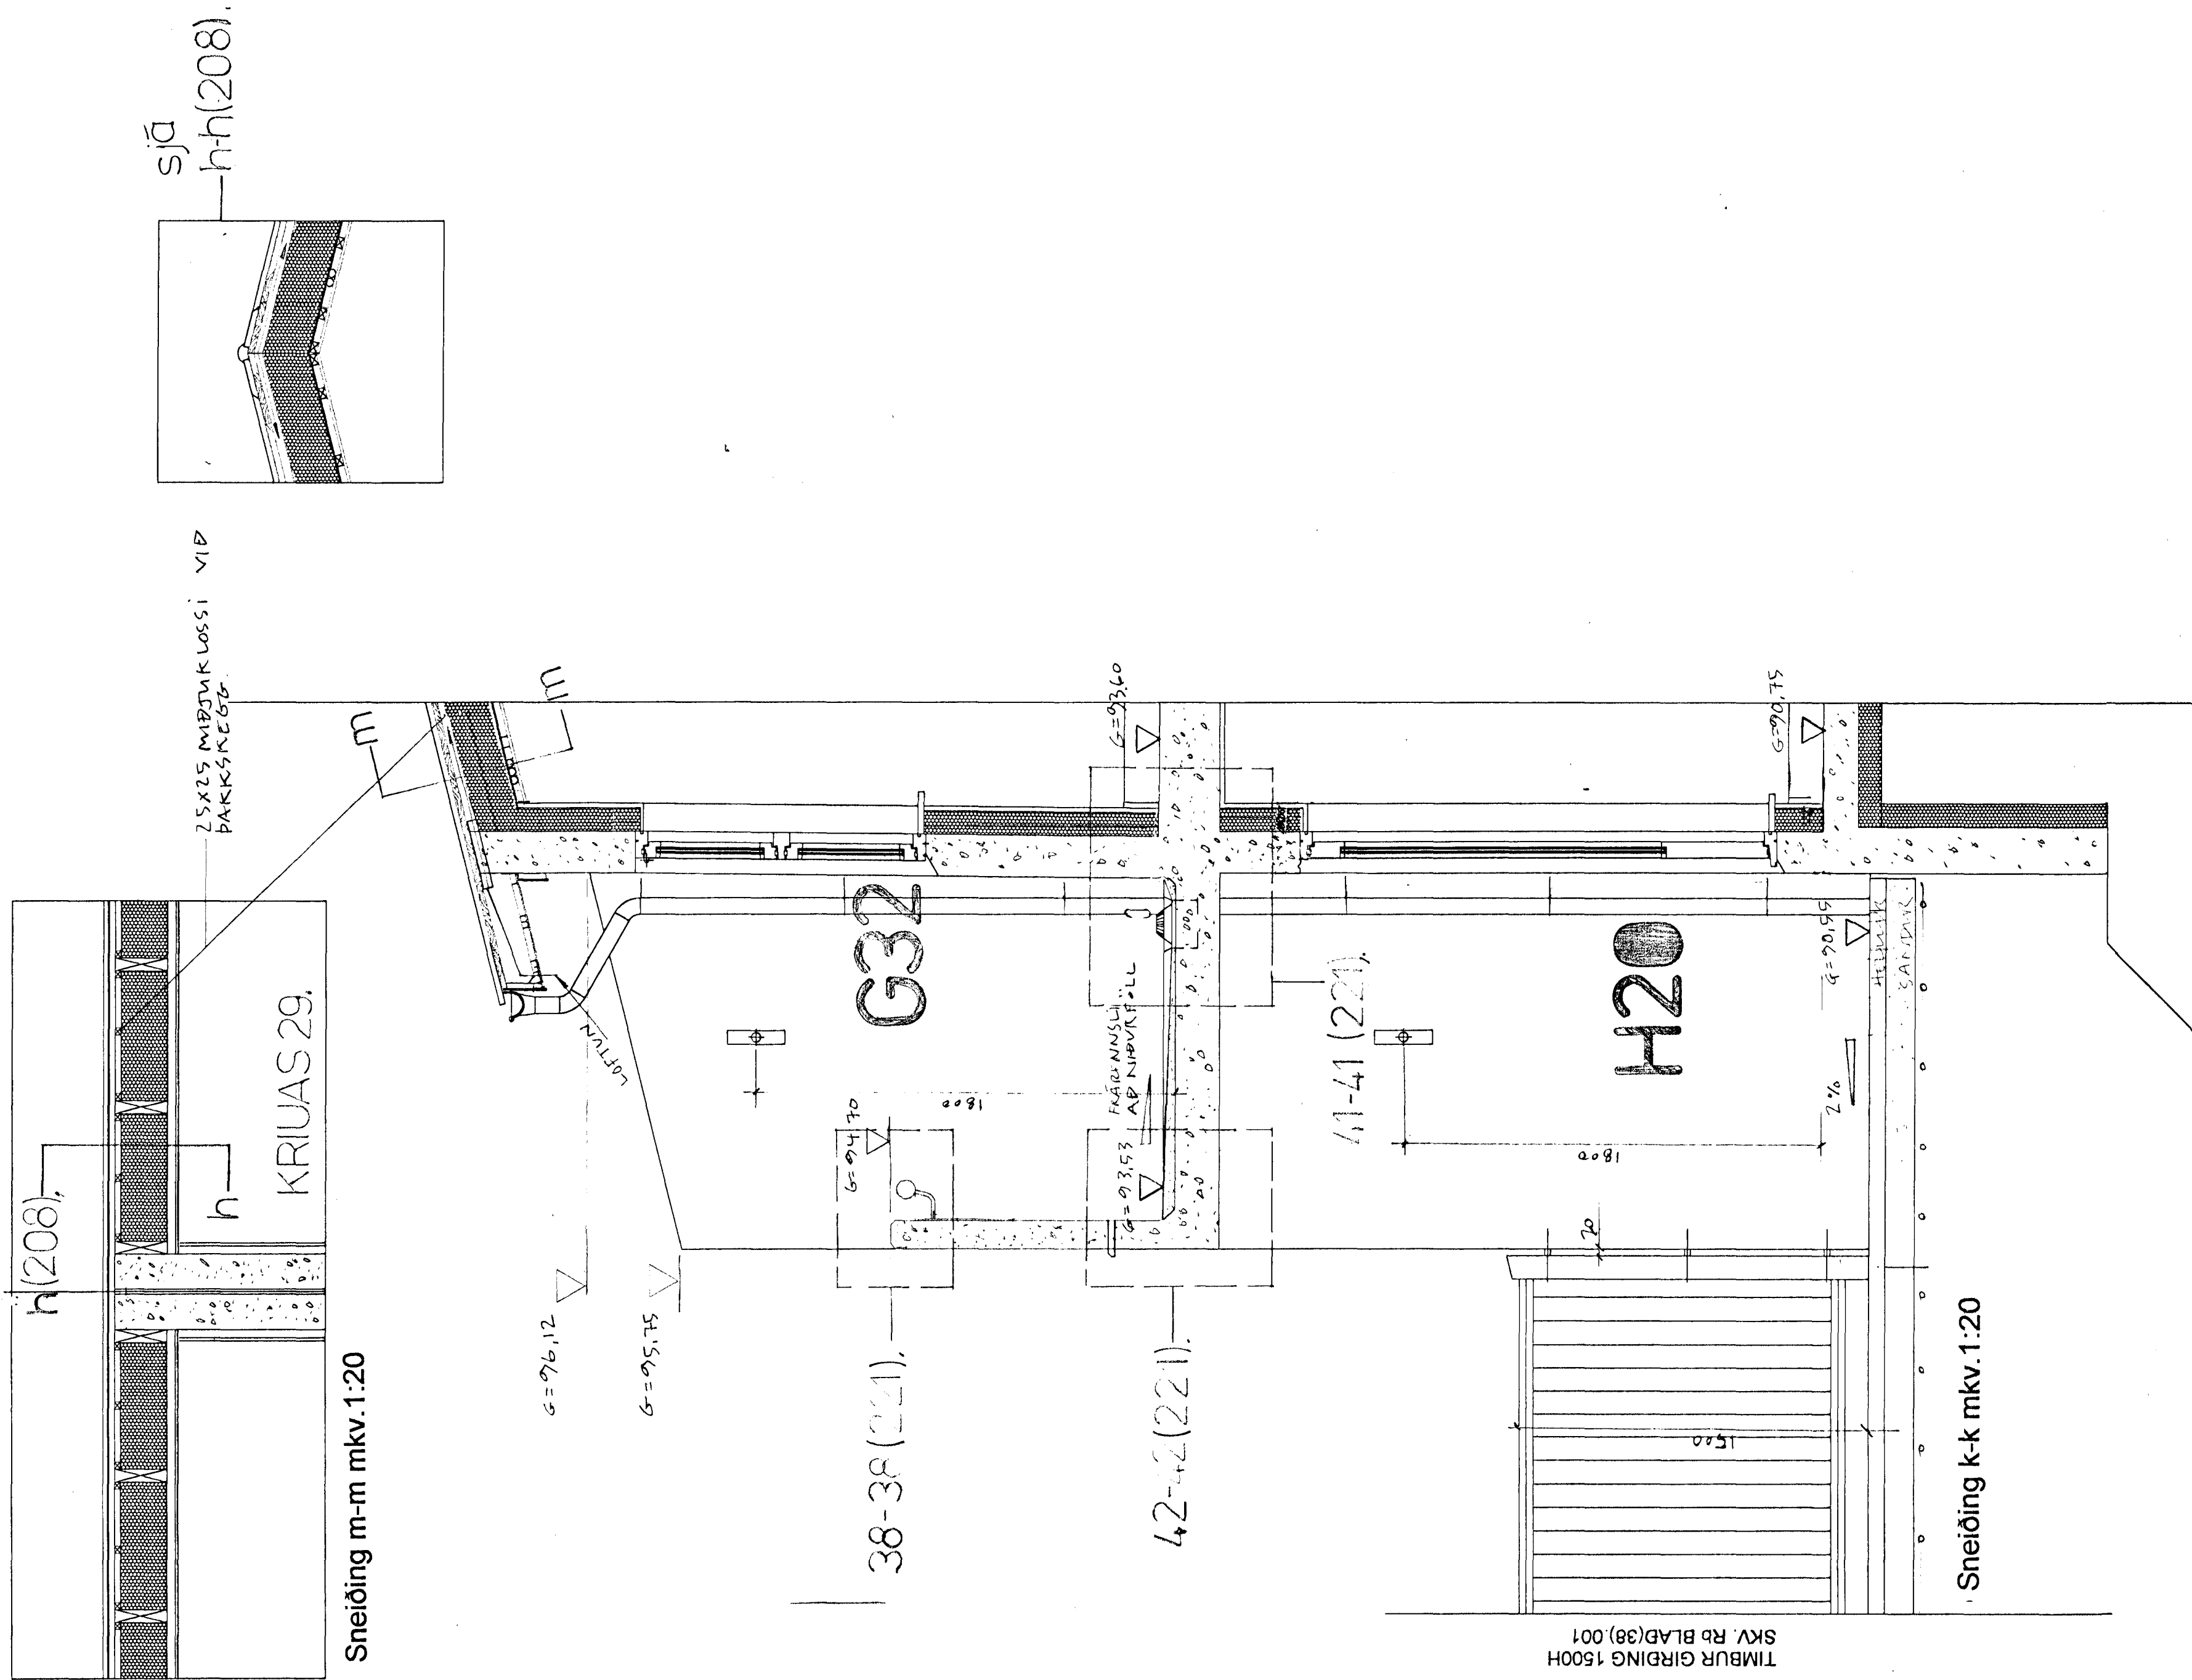 sjá
h-h(208).
25x25 MIÐJUKLOSSI VIÐ
ÞAKKSKEGG.
h(208).
h
KRIUAS 29.
Sneiðing m-m mkv.1:20
m
m
LOFTUN
G=96,12
G=95,75
G32
1800
G=94,70
38-38(221).
G=93,60
FRÁRENNSLI
AÐ NIÐURFÖLL
G=93,53
120
41-41 (221).
42-42(221).
G=90,75
H20
G=90,55
HELLUR
SANDUR
2%
1800
20
1500
TIMBUR GIRÐING 1500H
SKV. Rb BLAÐ(38).001
Sneiðing k-k mkv.1:20